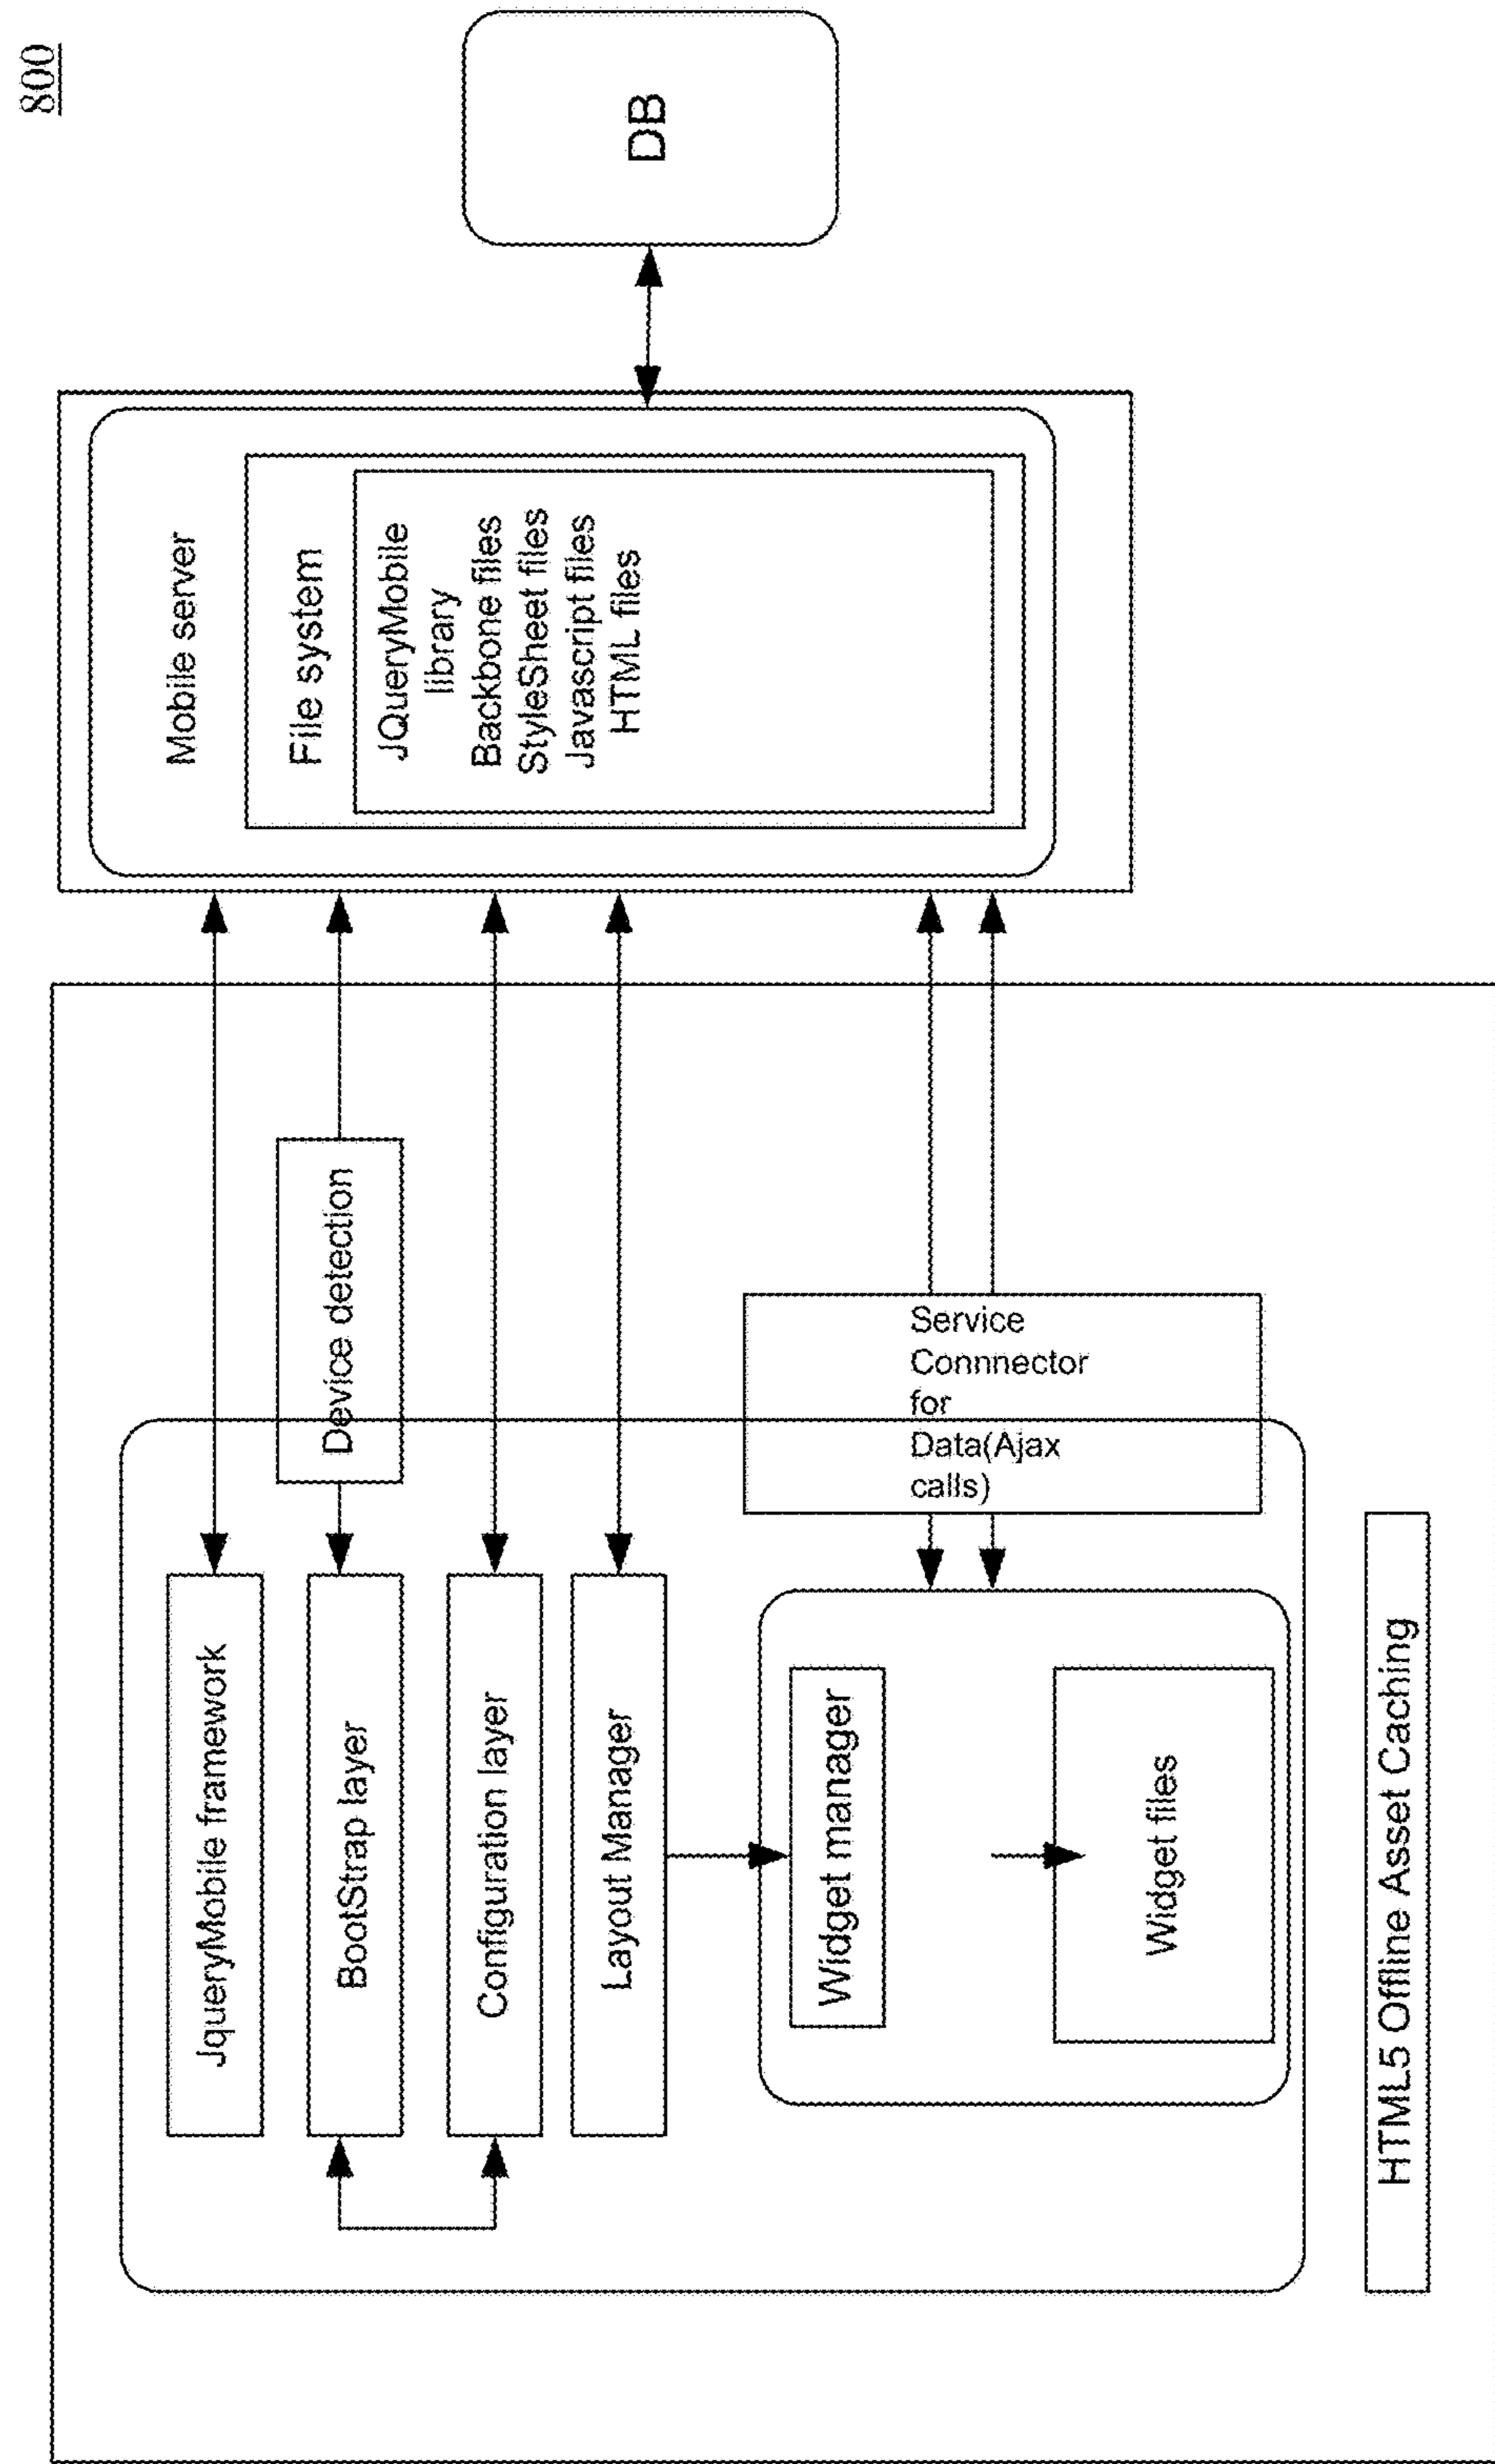 800
JqueryMobile framework
BootStrap layer
Configuration layer
Layout Manager
Widget manager
Widget files
HTML5 Offline Asset Caching
Device detection
Service
Connnector
for
Data(Ajax
calls)
Mobile server
File system
JQueryMobile
library
Backbone files
StyleSheet files
Javascript files
HTML files
DB